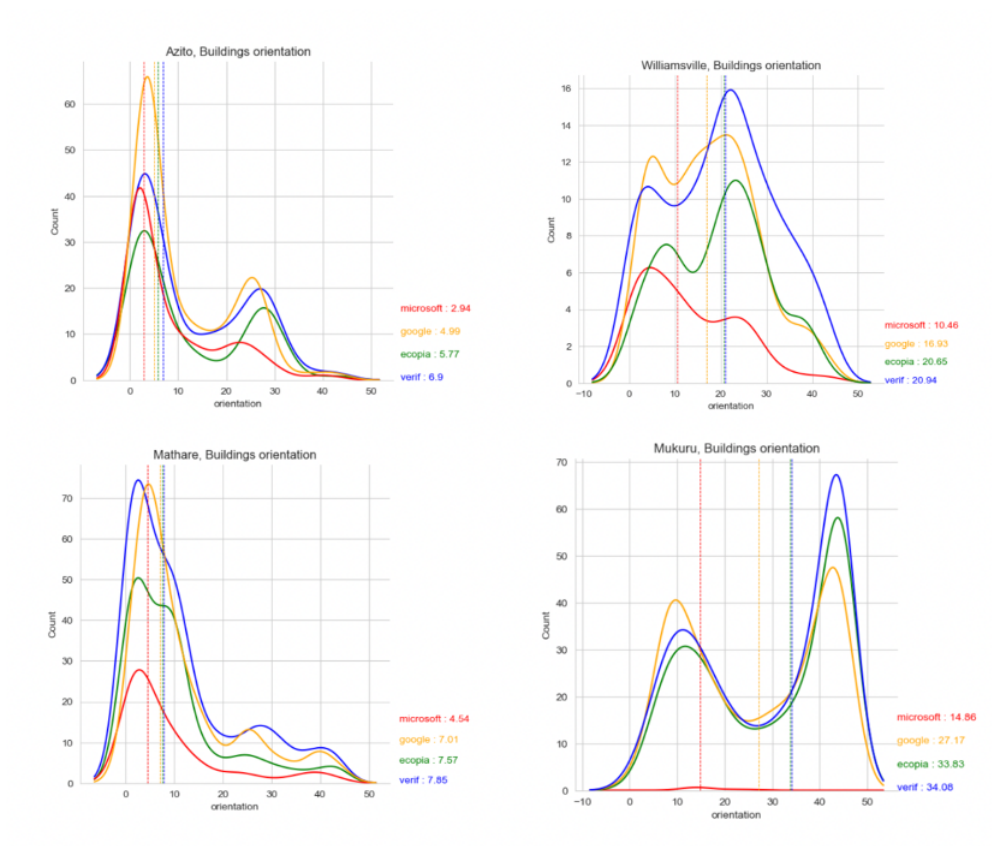 Azito, Buildings orientation
Count
60
50
40
30
20
10
0
0 10 20 30 40 50
orientation
microsoft : 2.94
google : 4.99
ecopia : 5.77
verif : 6.9
Williamsville, Buildings orientation
Count
16
14
12
10
8
6
4
2
0
−10 0 10 20 30 40 50
orientation
microsoft : 10.46
google : 16.93
ecopia : 20.65
verif : 20.94
Mathare, Buildings orientation
Count
70
60
50
40
30
20
10
0
0 10 20 30 40 50
orientation
microsoft : 4.54
google : 7.01
ecopia : 7.57
verif : 7.85
Mukuru, Buildings orientation
Count
70
60
50
40
30
20
10
0
−10 0 10 20 30 40 50
orientation
microsoft : 14.86
google : 27.17
ecopia : 33.83
verif : 34.08